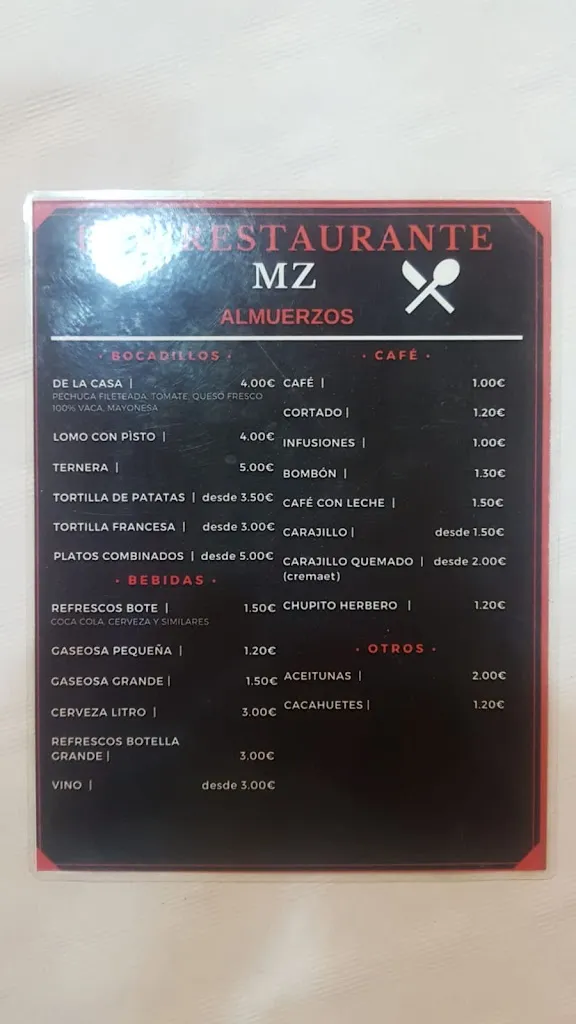 RESTAURANTE
MZ
ALMUERZOS
· BOCADILLOS ·
DE LA CASA | 4.00€
PECHUGA FILETEADA, TOMATE, QUESO FRESCO
100% VACA, MAYONESA
LOMO CON PÌSTO | 4.00€
TERNERA | 5.00€
TORTILLA DE PATATAS | desde 3.50€
TORTILLA FRANCESA | desde 3.00€
PLATOS COMBINADOS | desde 5.00€
· BEBIDAS ·
REFRESCOS BOTE | 1.50€
COCA COLA, CERVEZA Y SIMILARES
GASEOSA PEQUEÑA | 1.20€
GASEOSA GRANDE | 1.50€
CERVEZA LITRO | 3.00€
REFRESCOS BOTELLA
GRANDE | 3.00€
VINO | desde 3.00€
· CAFÉ ·
CAFÉ | 1.00€
CORTADO | 1.20€
INFUSIONES | 1.00€
BOMBÓN | 1.30€
CAFÉ CON LECHE | 1.50€
CARAJILLO | desde 1.50€
CARAJILLO QUEMADO | desde 2.00€
(cremaet)
CHUPITO HERBERO | 1.20€
· OTROS ·
ACEITUNAS | 2.00€
CACAHUETES | 1.20€